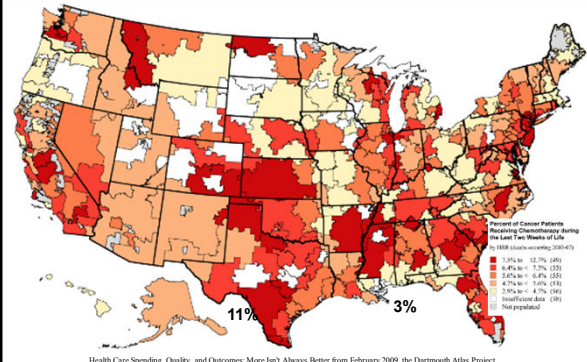 Percent of Cancer Patients
Receiving Chemotherapy during
the Last Two Weeks of Life
by HRR (deaths occurring 2003-07)
7.5% to 12.7% (49)
6.4% to < 7.5% (55)
5.6% to < 6.4% (55)
4.7% to < 5.6% (53)
2.5% to < 4.7% (56)
Insufficient data (38)
Not populated
11%
3%
Health Care Spending, Quality, and Outcomes: More Isn't Always Better from February 2009, the Dartmouth Atlas Project